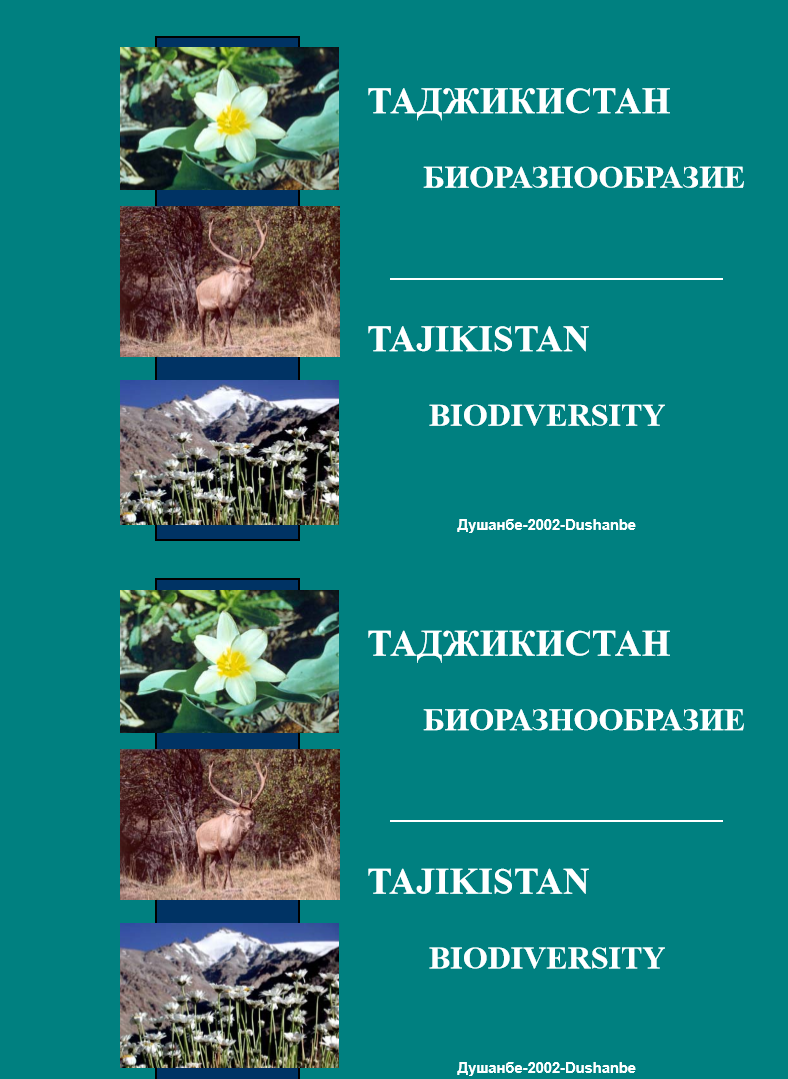 ТАДЖИКИСТАН
БИОРАЗНООБРАЗИЕ
TAJIKISTAN
BIODIVERSITY
Душанбе-2002-Dushanbe
ТАДЖИКИСТАН
БИОРАЗНООБРАЗИЕ
TAJIKISTAN
BIODIVERSITY
Душанбе-2002-Dushanbe